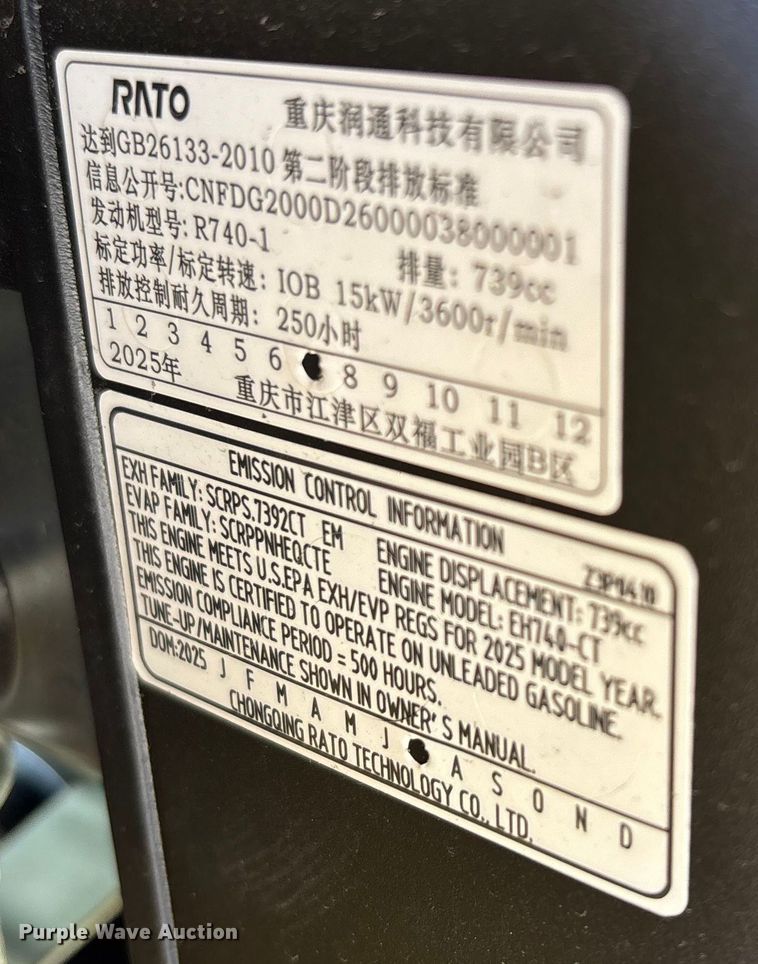 RATO 重庆润通科技有限公司
达到GB26133-2010 第二阶段排放标准
信息公开号:CNFDG2000D26000038000001
发动机型号: R740-1 排量: 739cc
标定功率/标定转速: IOB 15kW/3600r/min
排放控制耐久周期: 250小时
1 2 3 4 5 6 8 9 10 11 12
2025年 重庆市江津区双福工业园B区
EMISSION CONTROL INFORMATION
EXH FAMILY: SCRPS.7392CT EM ENGINE DISPLACEMENT: 739cc
EVAP FAMILY: SCRPPNHEQCTE ENGINE MODEL: EH740-CT
THIS ENGINE MEETS U.S.EPA EXH/EVP REGS FOR 2025 MODEL YEAR.
THIS ENGINE IS CERTIFIED TO OPERATE ON UNLEADED GASOLINE.
EMISSION COMPLIANCE PERIOD = 500 HOURS.
TUNE-UP/MAINTENANCE SHOWN IN OWNER'S MANUAL.
DOM:2025 J F M A M J A S O N D
CHONGQING RATO TECHNOLOGY CO., LTD.
Purple Wave Auction